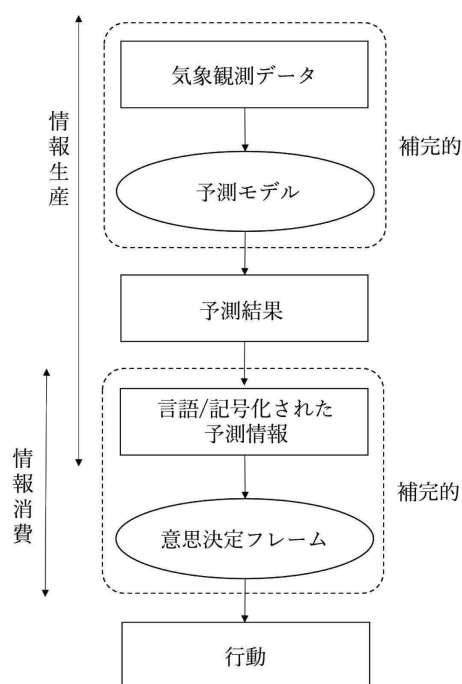 気象観測データ
予測モデル
補完的
情報生産
予測結果
言語/記号化された
予測情報
意思決定フレーム
補完的
情報消費
行動